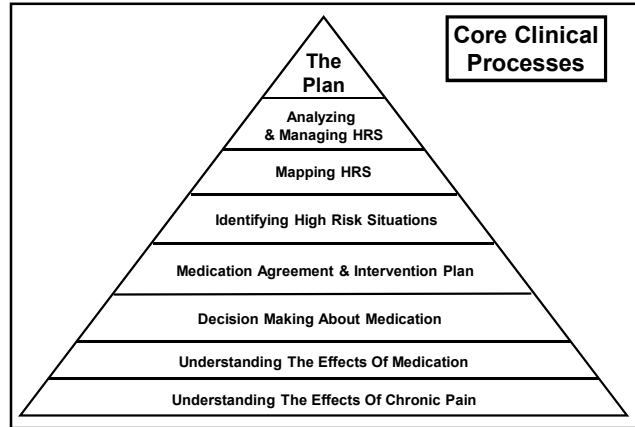 Core Clinical
Processes
The
Plan
Analyzing
& Managing HRS
Mapping HRS
Identifying High Risk Situations
Medication Agreement & Intervention Plan
Decision Making About Medication
Understanding The Effects Of Medication
Understanding The Effects Of Chronic Pain